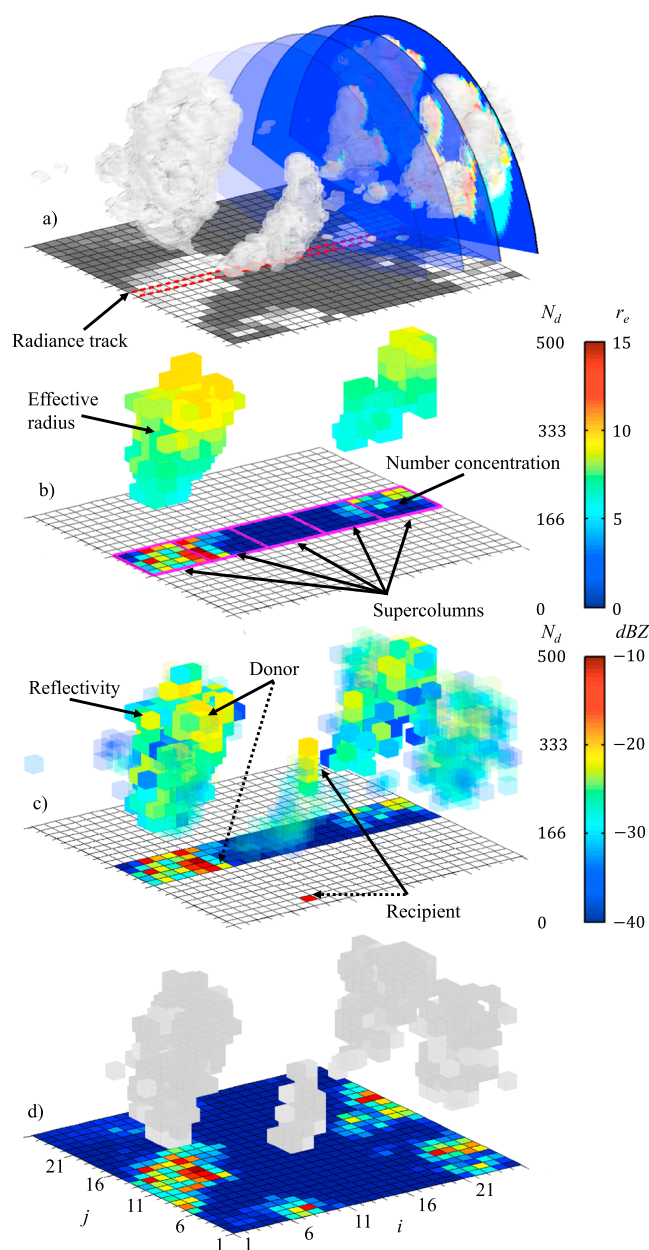 a)
Radiance track
N_d
r_e
500
15
Effective
radius
333
10
Number concentration
b)
166
5
Supercolumns
0
0
N_d
dBZ
500
−10
Donor
Reflectivity
333
−20
c)
166
−30
Recipient
0
−40
d)
21
16
11
6
1
j
1
6
11
16
21
i